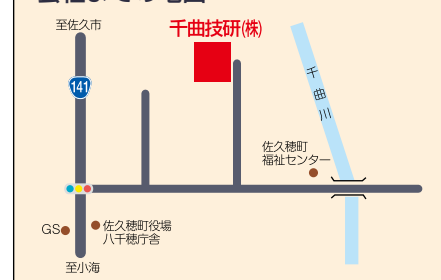 至佐久市
千曲技研(株)
141
千曲川
佐久穂町
福祉センター
GS
佐久穂町役場
八千穂庁舎
至小海